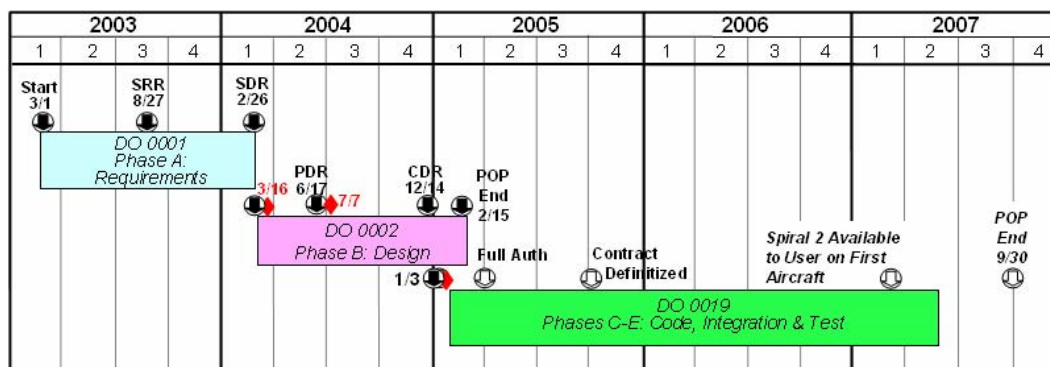 2003 2004 2005 2006 2007
1 2 3 4 1 2 3 4 1 2 3 4 1 2 3 4 1 2 3 4
Start
3/1
SRR
8/27
SDR
2/26
DO 0001
Phase A:
Requirements
3/16
PDR
6/17
7/7
CDR
12/14
POP
End
2/15
DO 0002
Phase B: Design
1/3
Full Auth
Contract
Definitized
Spiral 2 Available
to User on First
Aircraft
POP
End
9/30
DO 0019
Phases C-E: Code, Integration & Test